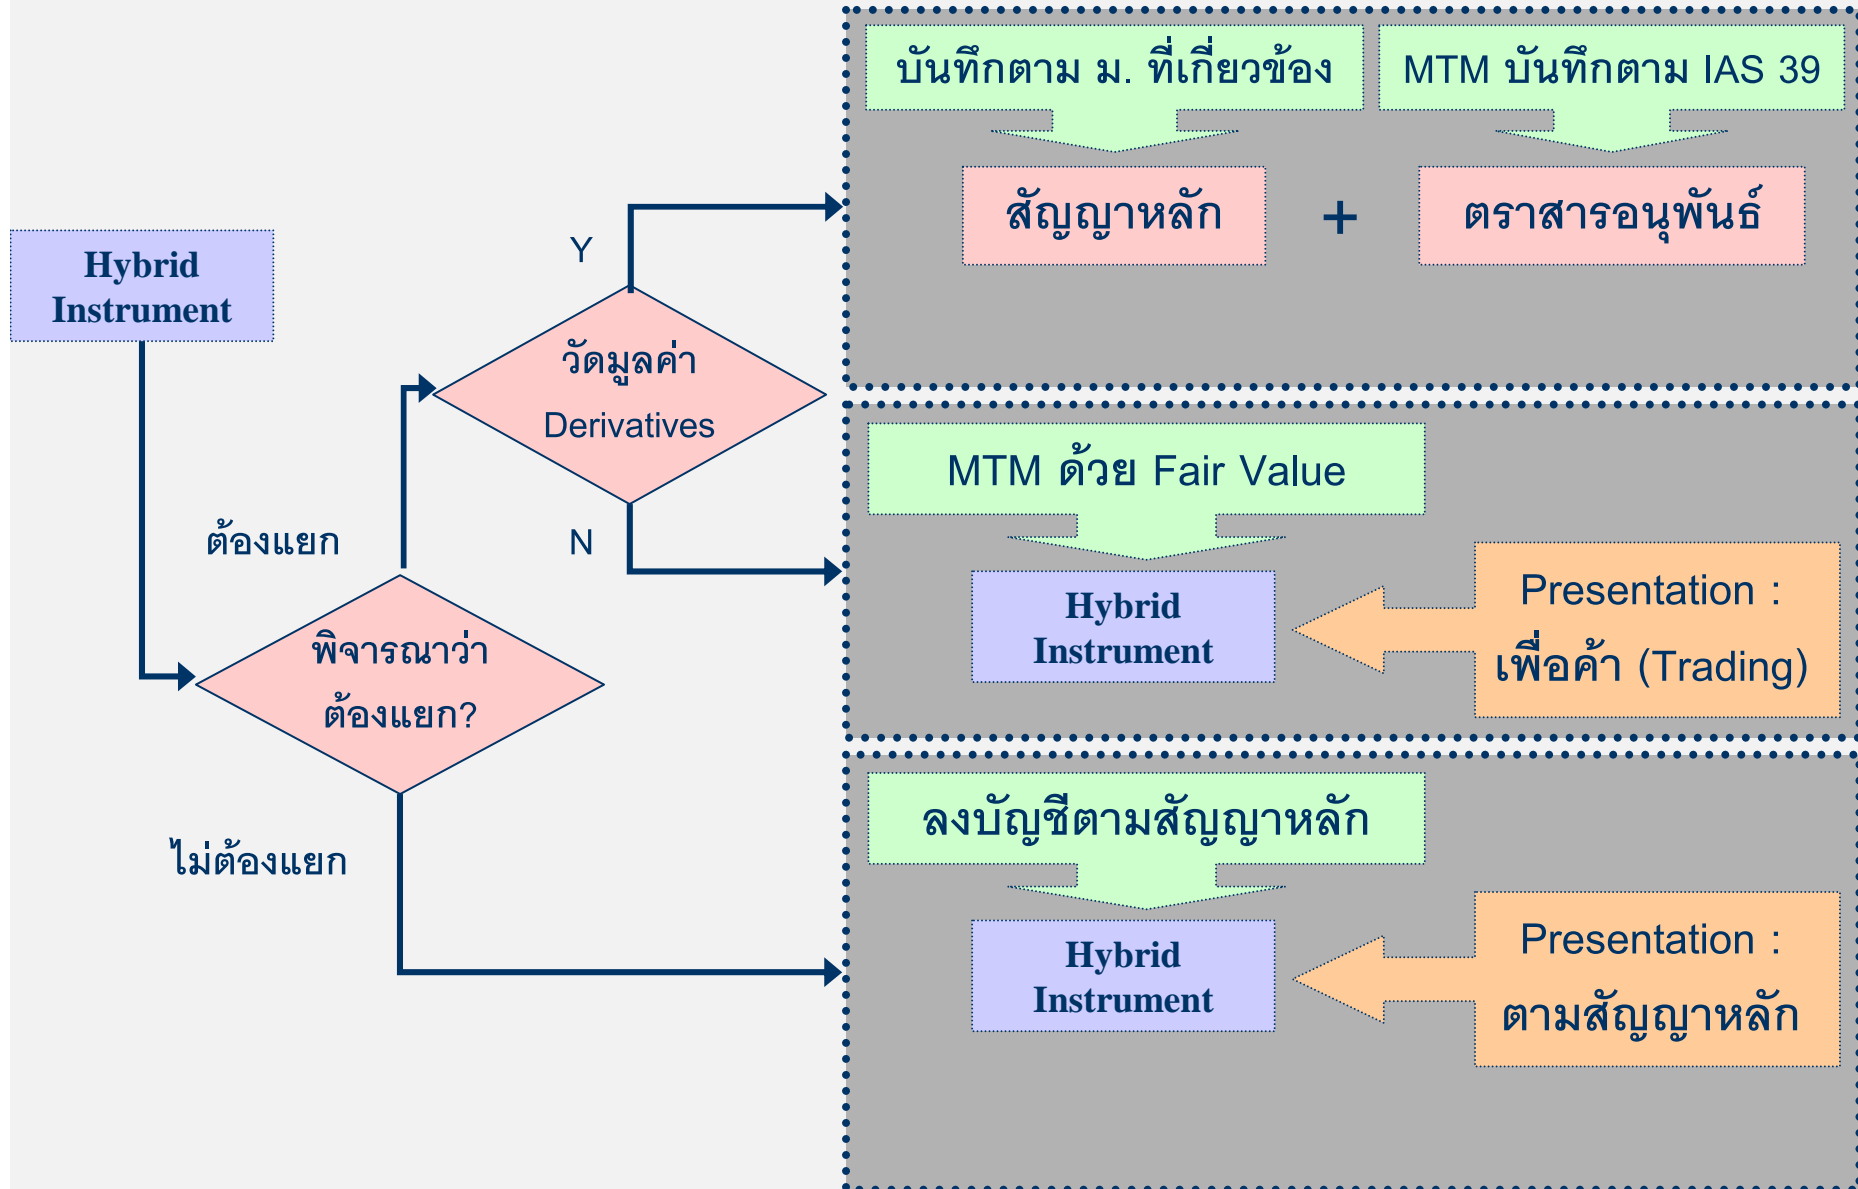 บันทึกตาม ม. ที่เกี่ยวข้อง
MTM บันทึกตาม IAS 39
สัญญาหลัก
+
ตราสารอนุพันธ์
Hybrid
Instrument
Y
วัดมูลค่า
Derivatives
N
ต้องแยก
พิจารณาว่า
ต้องแยก?
ไม่ต้องแยก
MTM ด้วย Fair Value
Hybrid
Instrument
Presentation :
เพื่อค้า (Trading)
ลงบัญชีตามสัญญาหลัก
Hybrid
Instrument
Presentation :
ตามสัญญาหลัก